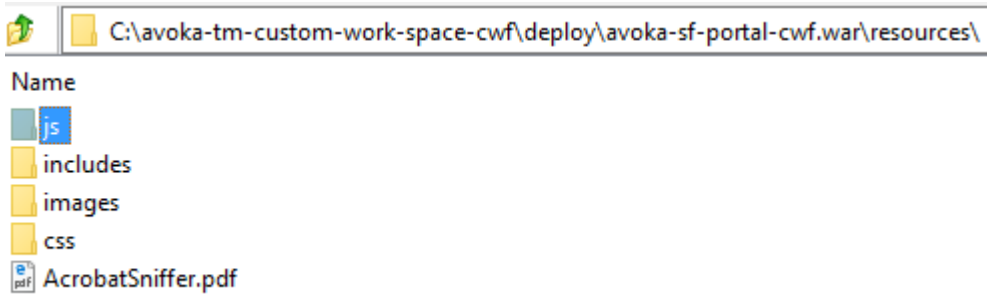 C:\avoka-tm-custom-work-space-cwf\deploy\avoka-sf-portal-cwf.war\resources\
Name
js
includes
images
css
AcrobatSniffer.pdf